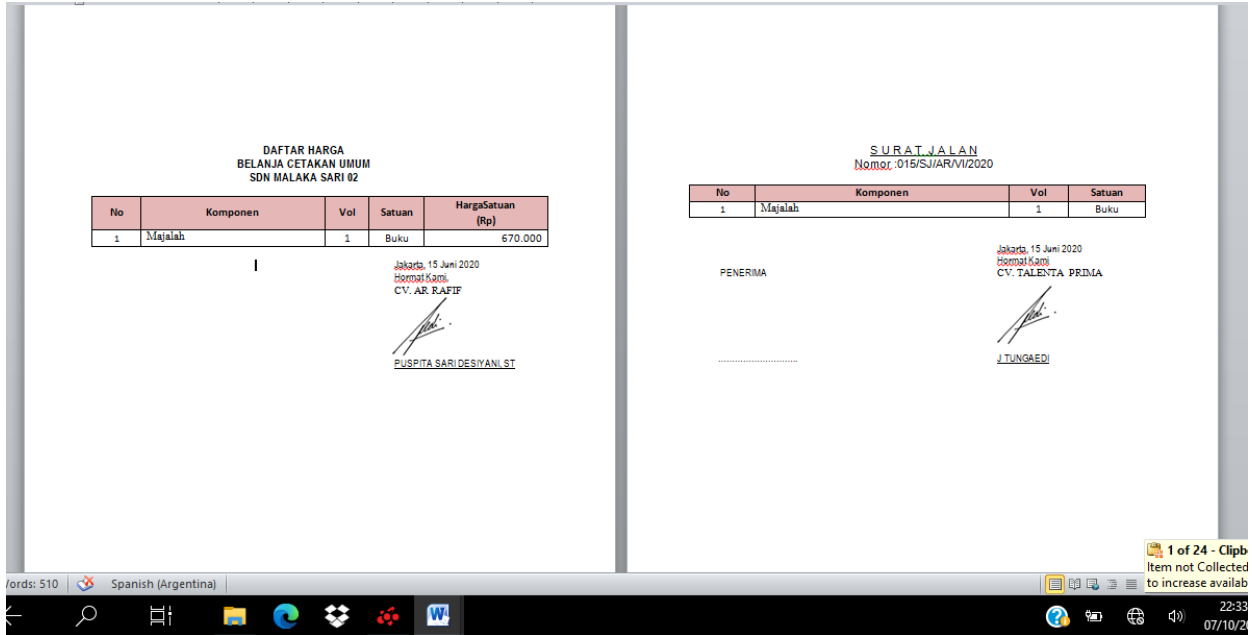 DAFTAR HARGA
BELANJA CETAKAN UMUM
SDN MALAKA SARI 02
No Komponen Vol Satuan HargaSatuan (Rp)
1 Majalah 1 Buku 670.000
Jakarta, 15 Juni 2020
Hormat Kami,
CV. AR RAFIF
PUSPITA SARI DESIYANI, ST
SURAT JALAN
Nomor :015/SJ/AR/VI/2020
No Komponen Vol Satuan
1 Majalah 1 Buku
Jakarta, 15 Juni 2020
Hormat Kami
PENERIMA CV. TALENTA PRIMA
............................ J TUNGAEDI
1 of 24 - Clipb
Item not Collected
to increase availab
Words: 510 Spanish (Argentina)
22:33
07/10/20